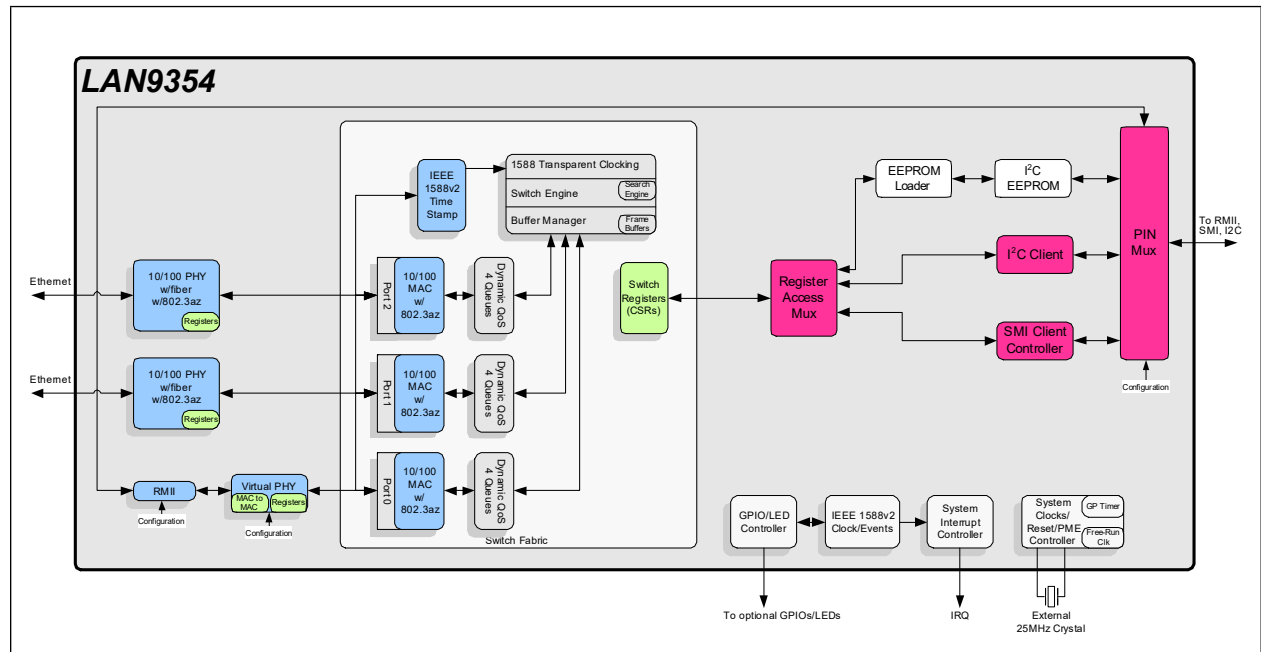 LAN9354
IEEE
1588v2
Time
Stamp
1588 Transparent Clocking
Switch Engine
Search
Engine
Buffer Manager
Frame
Buffers
EEPROM
Loader
I²C
EEPROM
PIN
Mux
To RMII,
SMI, I2C
Ethernet
10/100 PHY
w/fiber
w/802.3az
Registers
Port 2
10/100
MAC
w/
802.3az
Dynamic QoS
4 Queues
Switch
Registers
(CSRs)
Register
Access
Mux
I²C Client
SMI Client
Controller
Configuration
Ethernet
10/100 PHY
w/fiber
w/802.3az
Registers
Port 1
10/100
MAC
w/
802.3az
Dynamic QoS
4 Queues
RMII
Configuration
Virtual PHY
MAC to
MAC
Registers
Configuration
Port 0
10/100
MAC
w/
802.3az
Dynamic QoS
4 Queues
Switch Fabric
GPIO/LED
Controller
IEEE 1588v2
Clock/Events
System
Interrupt
Controller
System
Clocks/
Reset/PME
Controller
GP Timer
Free-Run
Clk
To optional GPIOs/LEDs
IRQ
External
25MHz Crystal